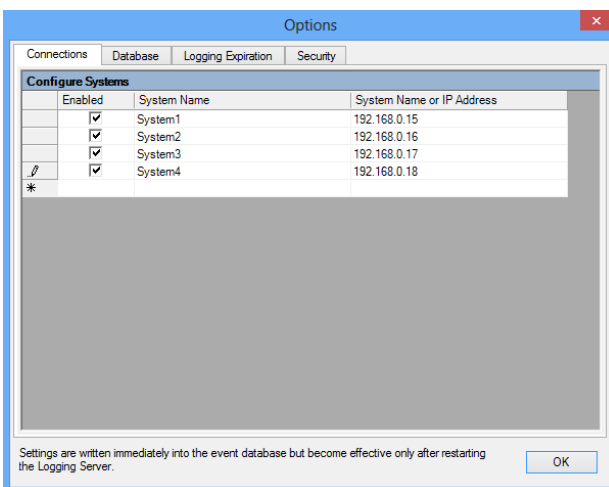 Options
Connections Database Logging Expiration Security
Configure Systems
Enabled System Name System Name or IP Address
System1 192.168.0.15
System2 192.168.0.16
System3 192.168.0.17
System4 192.168.0.18
Settings are written immediately into the event database but become effective only after restarting
the Logging Server.
OK